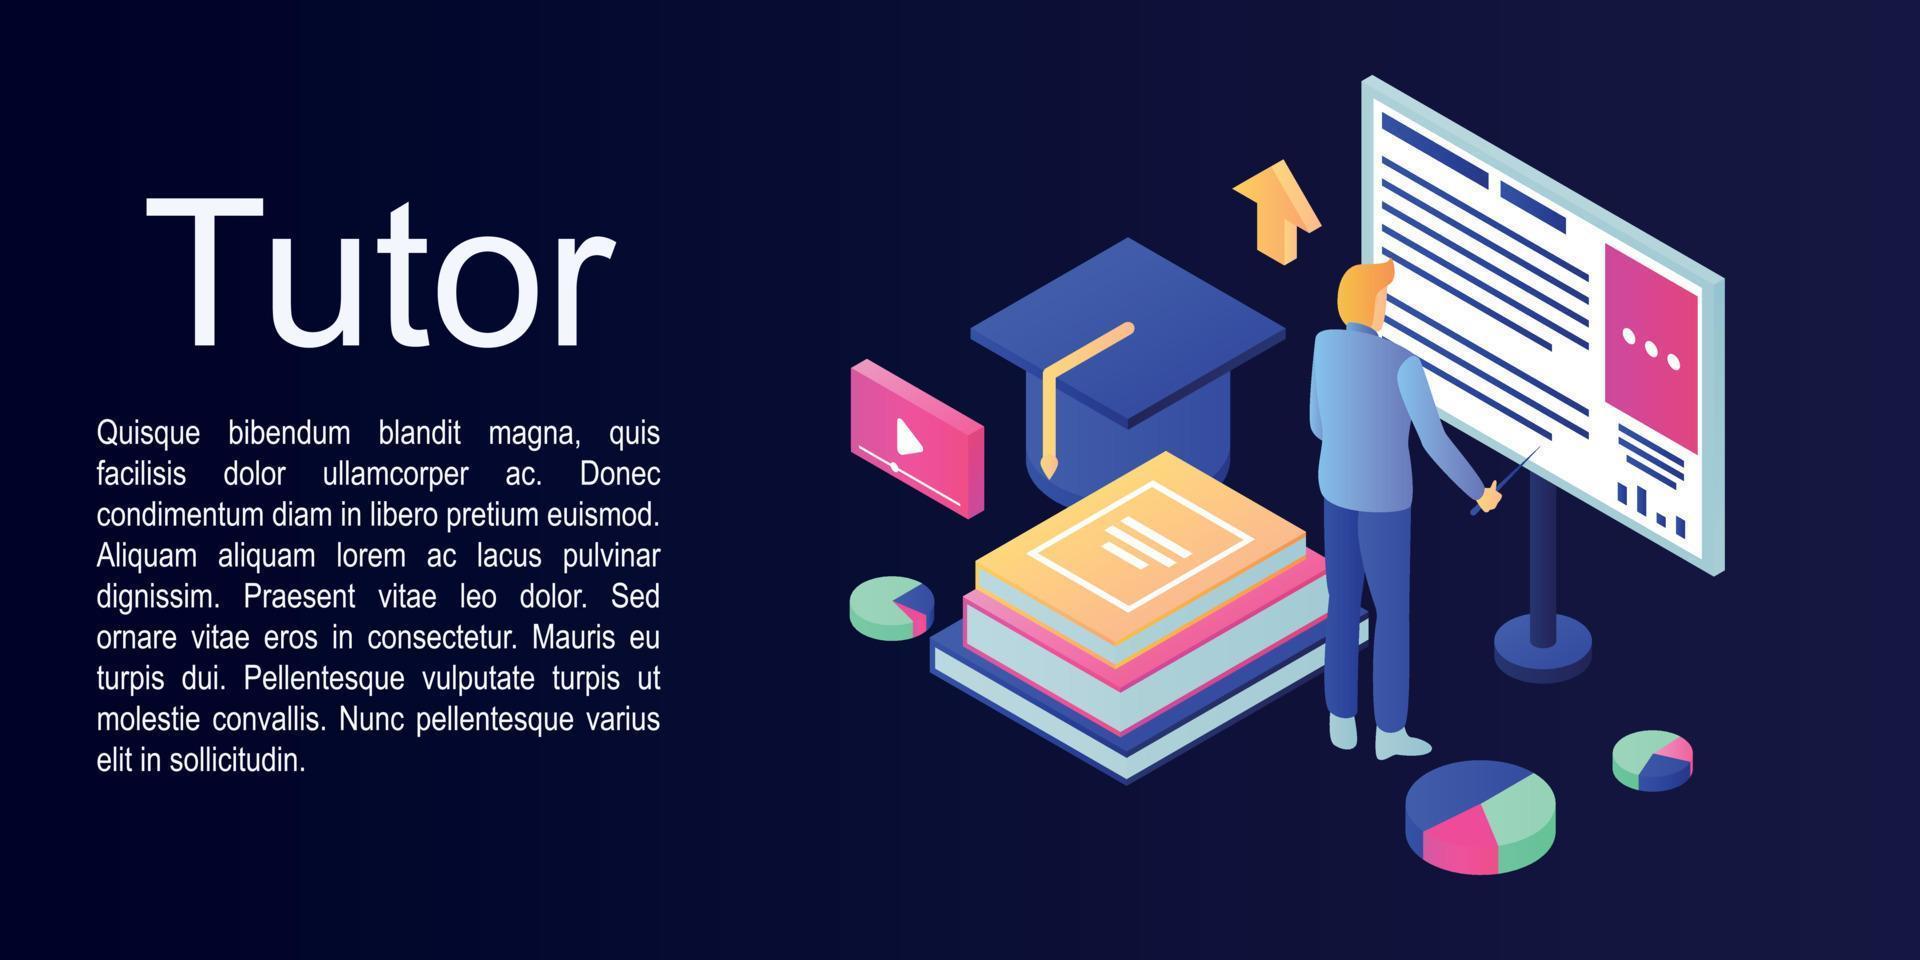 Tutor
Quisque bibendum blandit magna, quis
facilisis dolor ullamcorper ac. Donec
condimentum diam in libero pretium euismod.
Aliquam aliquam lorem ac lacus pulvinar
dignissim. Praesent vitae leo dolor. Sed
ornare vitae eros in consectetur. Mauris eu
turpis dui. Pellentesque vulputate turpis ut
molestie convallis. Nunc pellentesque varius
elit in sollicitudin.